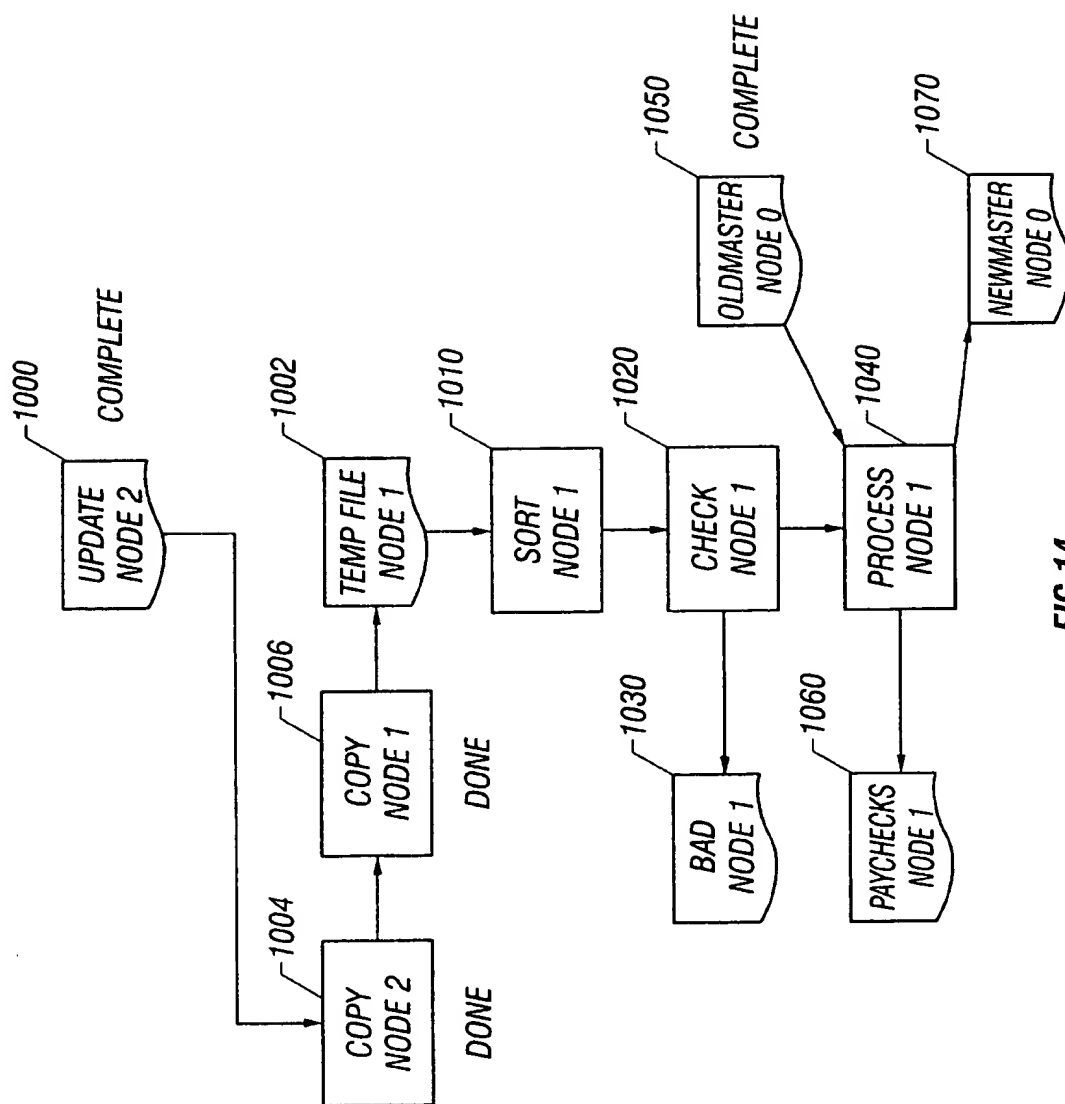 1000
UPDATE
NODE 2
COMPLETE
1004
COPY
NODE 2
DONE
1006
COPY
NODE 1
DONE
1002
TEMP FILE
NODE 1
1010
SORT
NODE 1
1020
CHECK
NODE 1
1030
BAD
NODE 1
1050
OLDMASTER
NODE 0
COMPLETE
1040
PROCESS
NODE 1
1060
PAYCHECKS
NODE 1
1070
NEWMASTER
NODE 0
FIG.14